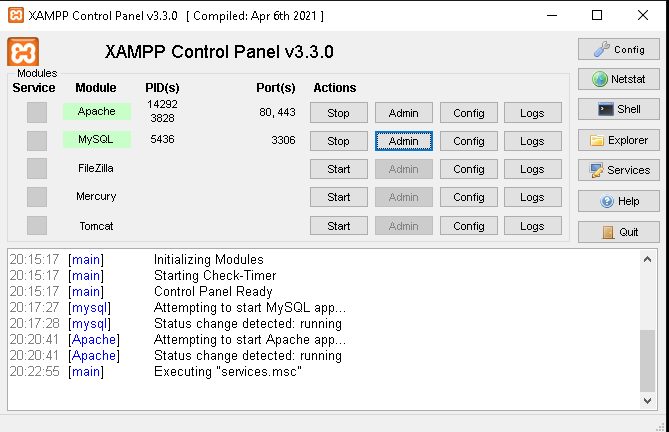 XAMPP Control Panel v3.3.0 [ Compiled: Apr 6th 2021 ]
XAMPP Control Panel v3.3.0
Config
Modules
Service Module PID(s) Port(s) Actions
Netstat
Apache 14292 3828 80, 443 Stop Admin Config Logs
Shell
MySQL 5436 3306 Stop Admin Config Logs
Explorer
FileZilla Start Admin Config Logs
Services
Mercury Start Admin Config Logs
Help
Tomcat Start Admin Config Logs
Quit
20:15:17 [main] Initializing Modules
20:15:17 [main] Starting Check-Timer
20:15:17 [main] Control Panel Ready
20:17:27 [mysql] Attempting to start MySQL app...
20:17:28 [mysql] Status change detected: running
20:20:41 [Apache] Attempting to start Apache app...
20:20:41 [Apache] Status change detected: running
20:22:55 [main] Executing "services.msc"